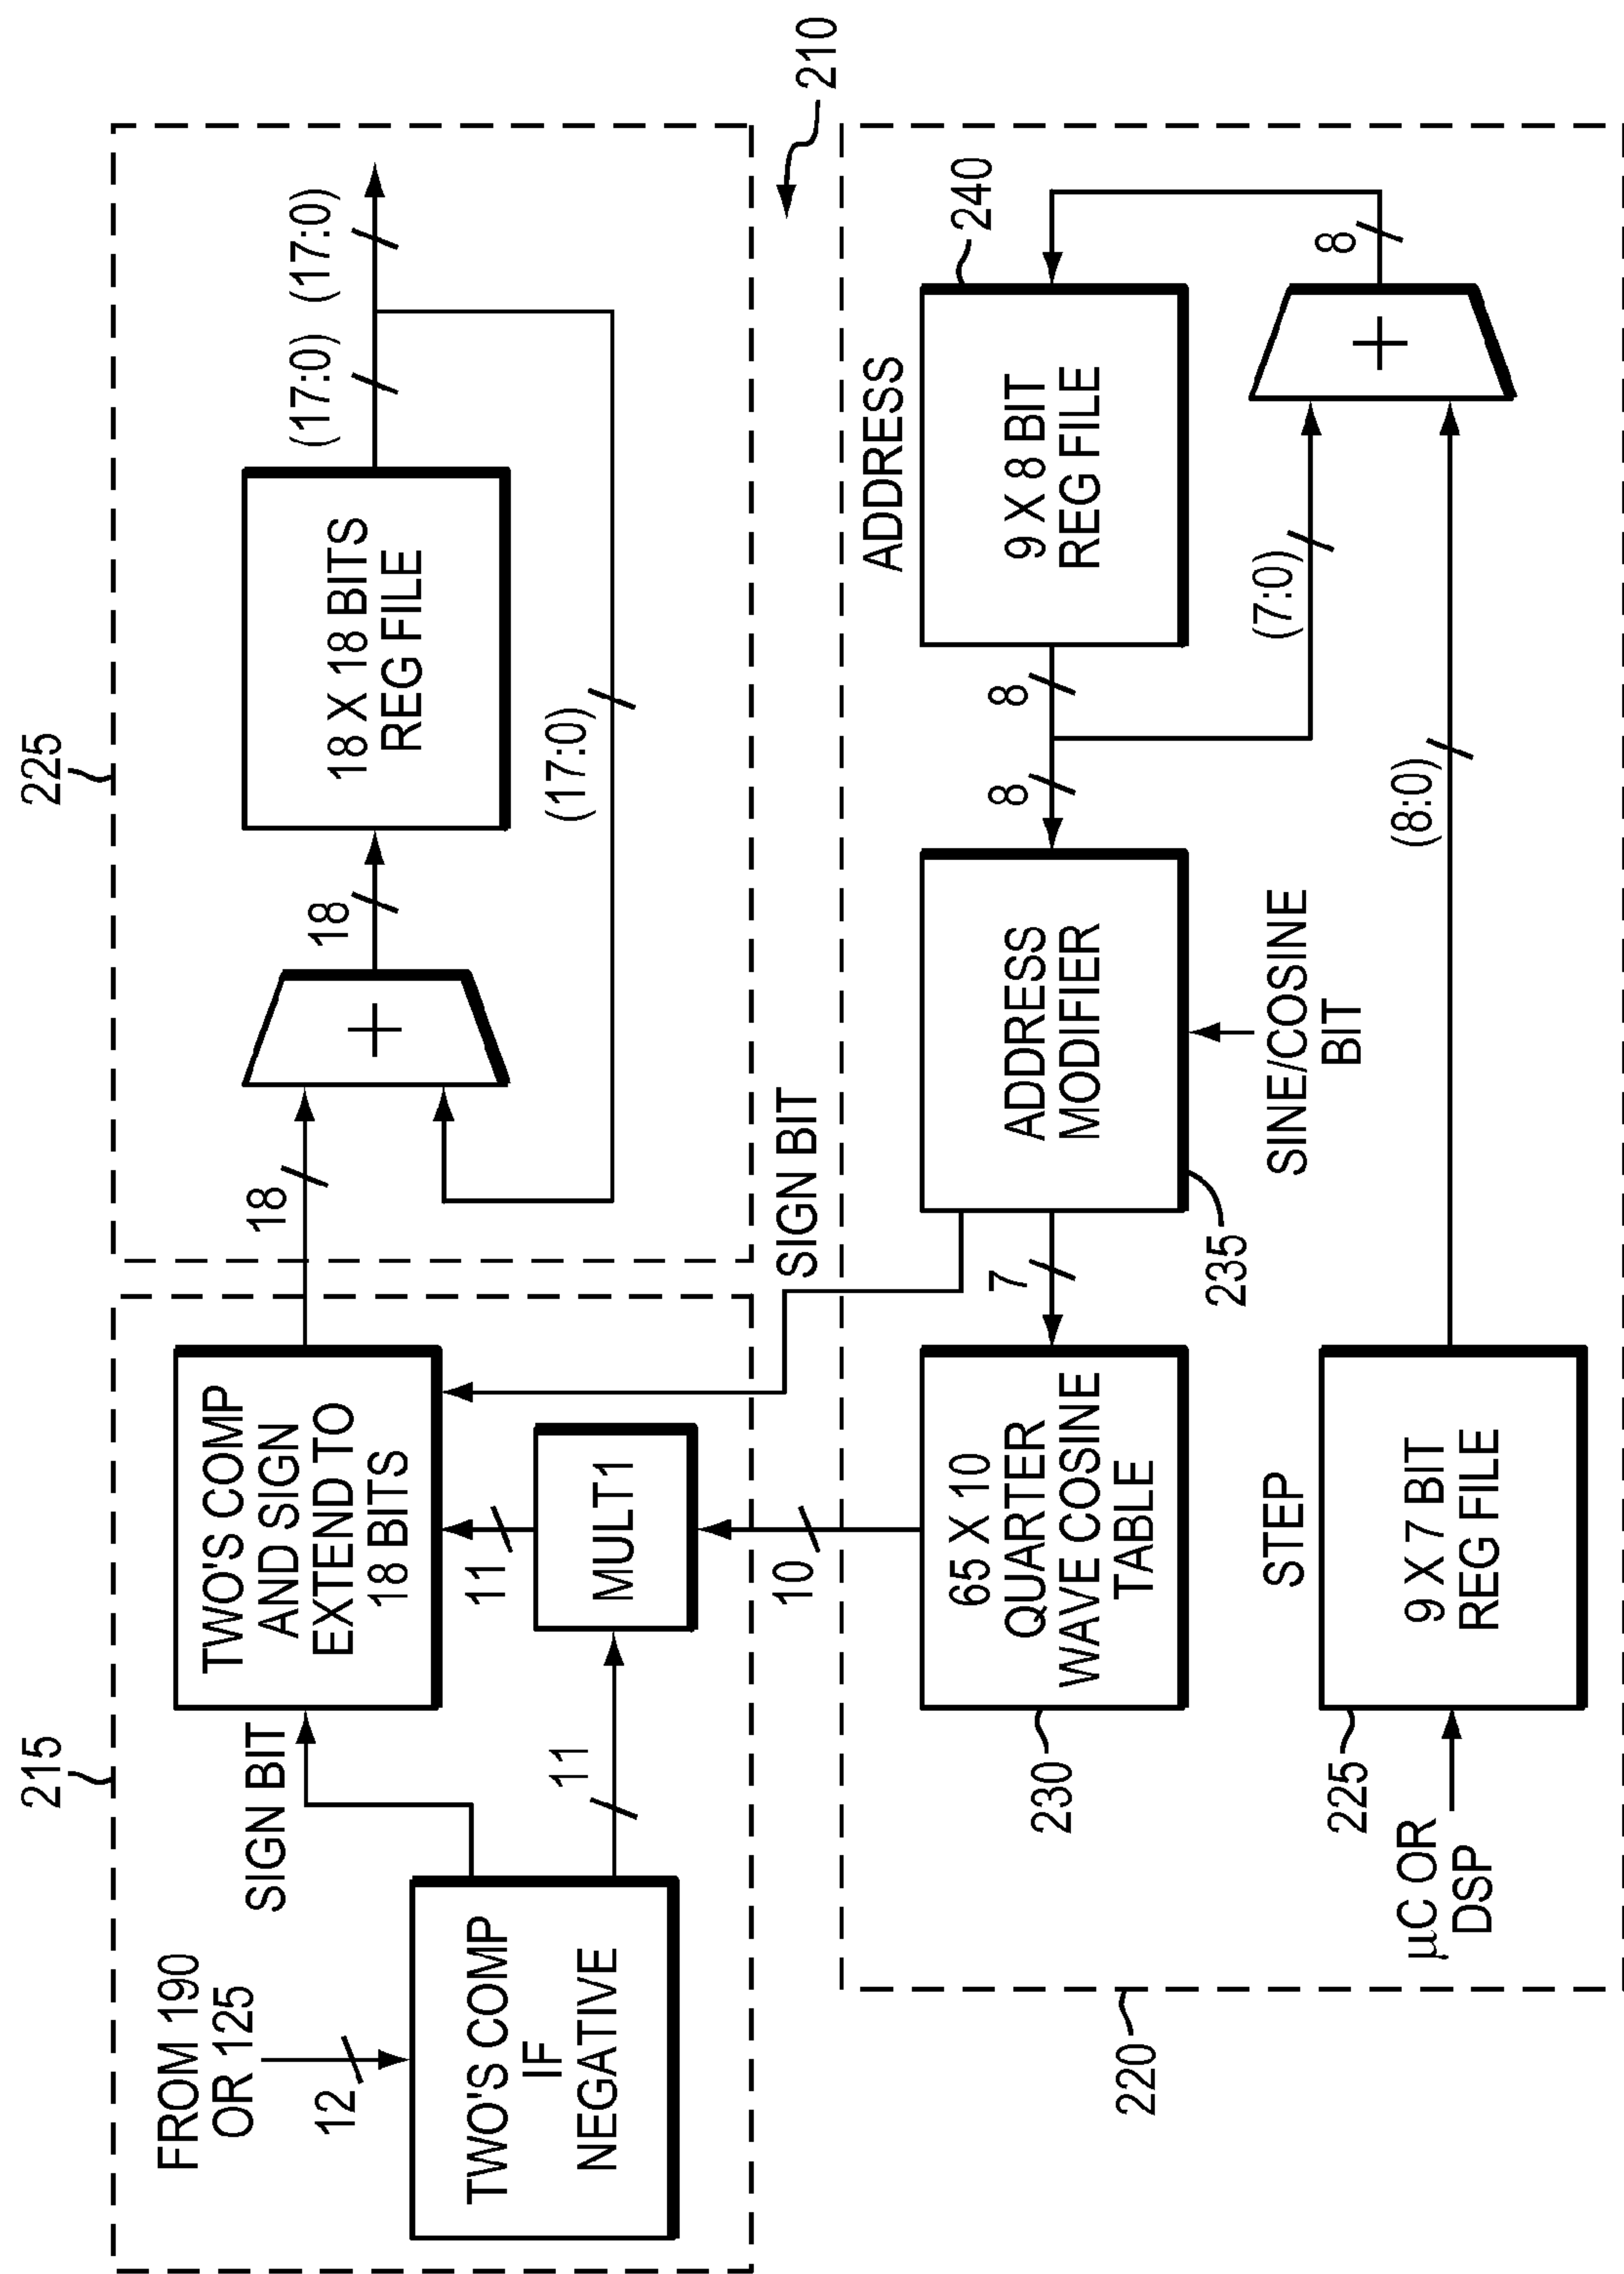 215
225
FROM 190
OR 125
12
TWO'S COMP
IF
NEGATIVE
SIGN BIT
11
TWO'S COMP
AND SIGN
EXTEND TO
18 BITS
11
MULT1
18
+
18
18 X 18 BITS
REG FILE
(17:0)
(17:0)
(17:0)
210
SIGN BIT
10
220
230
65 X 10
QUARTER
WAVE COSINE
TABLE
7
235
ADDRESS
MODIFIER
SINE/COSINE
BIT
8
8
ADDRESS
9 X 8 BIT
REG FILE
240
(7:0)
8
+
µC OR
DSP
225
STEP
9 X 7 BIT
REG FILE
(8:0)